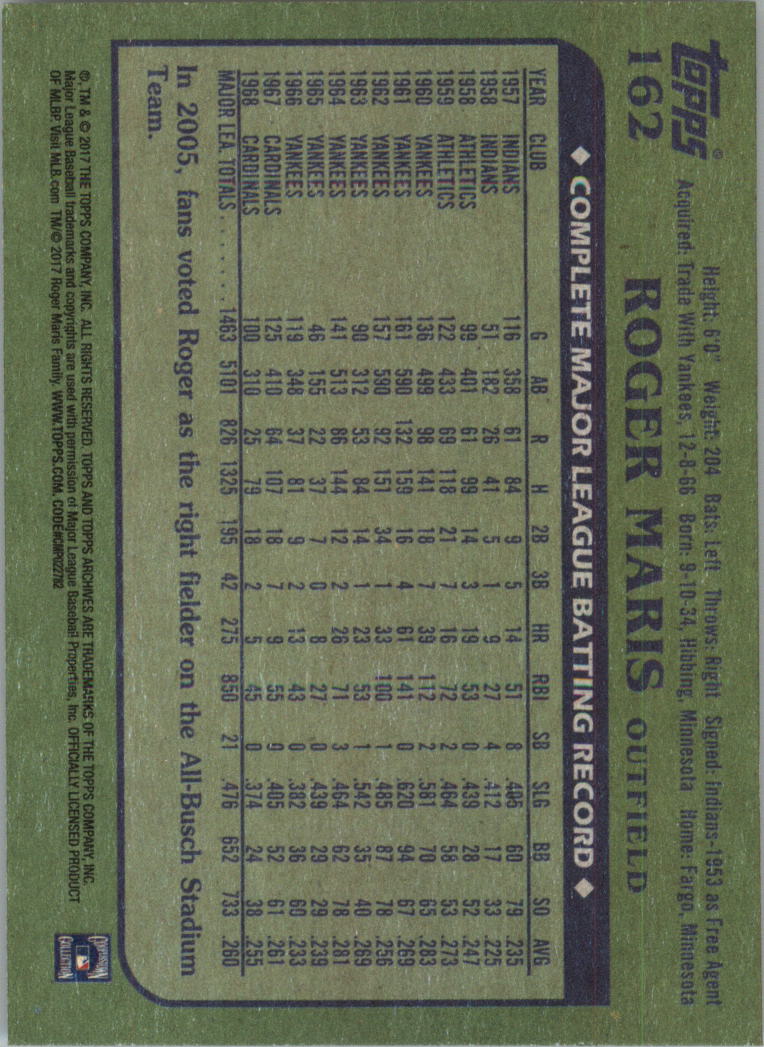 Topps®
162
Height: 6'0" Weight: 204 Bats: Left Throws: Right Signed: Indians-1953 as Free Agent
Acquired: Trade With Yankees, 12-8-66 Born: 9-10-34, Hibbing, Minnesota Home: Fargo, Minnesota
ROGER MARIS OUTFIELD
◆ COMPLETE MAJOR LEAGUE BATTING RECORD ◆
YEAR CLUB G AB R H 2B 3B HR RBI SB SLG BB SO AVG
1957 INDIANS 116 358 61 84 9 5 14 51 8 .405 60 79 .235
1958 INDIANS 51 182 26 41 5 1 9 27 4 .412 17 33 .225
1958 ATHLETICS 99 401 61 99 14 3 19 53 0 .439 28 52 .247
1959 ATHLETICS 122 433 69 118 21 7 16 72 2 .464 58 53 .273
1960 YANKEES 136 499 98 141 18 7 39 112 2 .581 70 65 .283
1961 YANKEES 161 590 132 159 16 4 61 141 0 .620 94 67 .269
1962 YANKEES 157 590 92 151 34 1 33 100 1 .485 87 78 .256
1963 YANKEES 90 312 53 84 14 1 23 53 1 .542 35 40 .269
1964 YANKEES 141 513 86 144 12 2 26 71 3 .464 62 78 .281
1965 YANKEES 46 155 22 37 7 0 8 27 0 .439 29 29 .239
1966 YANKEES 119 348 37 81 9 2 13 43 0 .382 36 60 .233
1967 CARDINALS 125 410 64 107 18 7 9 55 0 .405 52 61 .261
1968 CARDINALS 100 310 25 79 18 2 5 45 0 .374 24 38 .255
MAJOR LEA. TOTALS . . . . . . . 1463 5101 826 1325 195 42 275 850 21 .476 652 733 .260
In 2005, fans voted Roger as the right fielder on the All-Busch Stadium
Team.
®, TM & © 2017 THE TOPPS COMPANY, INC. ALL RIGHTS RESERVED. TOPPS AND TOPPS ARCHIVES ARE TRADEMARKS OF THE TOPPS COMPANY, INC.
Major League Baseball trademarks and copyrights are used with permission of Major League Baseball Properties, Inc. OFFICIALLY LICENSED PRODUCT
OF MLBP. Visit MLB.com TM/© 2017 Roger Maris Family. WWW.TOPPS.COM. CODE#CMP022782
COOPERSTOWN
COLLECTION